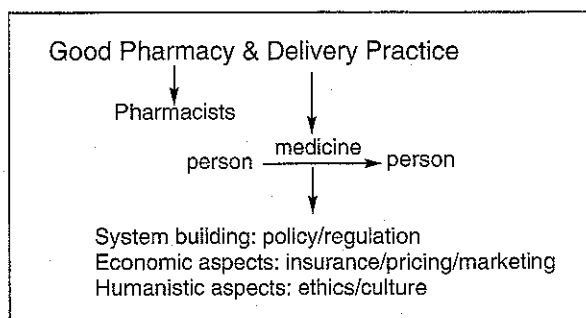 Good Pharmacy & Delivery Practice
Pharmacists
medicine
person person
System building: policy/regulation
Economic aspects: insurance/pricing/marketing
Humanistic aspects: ethics/culture